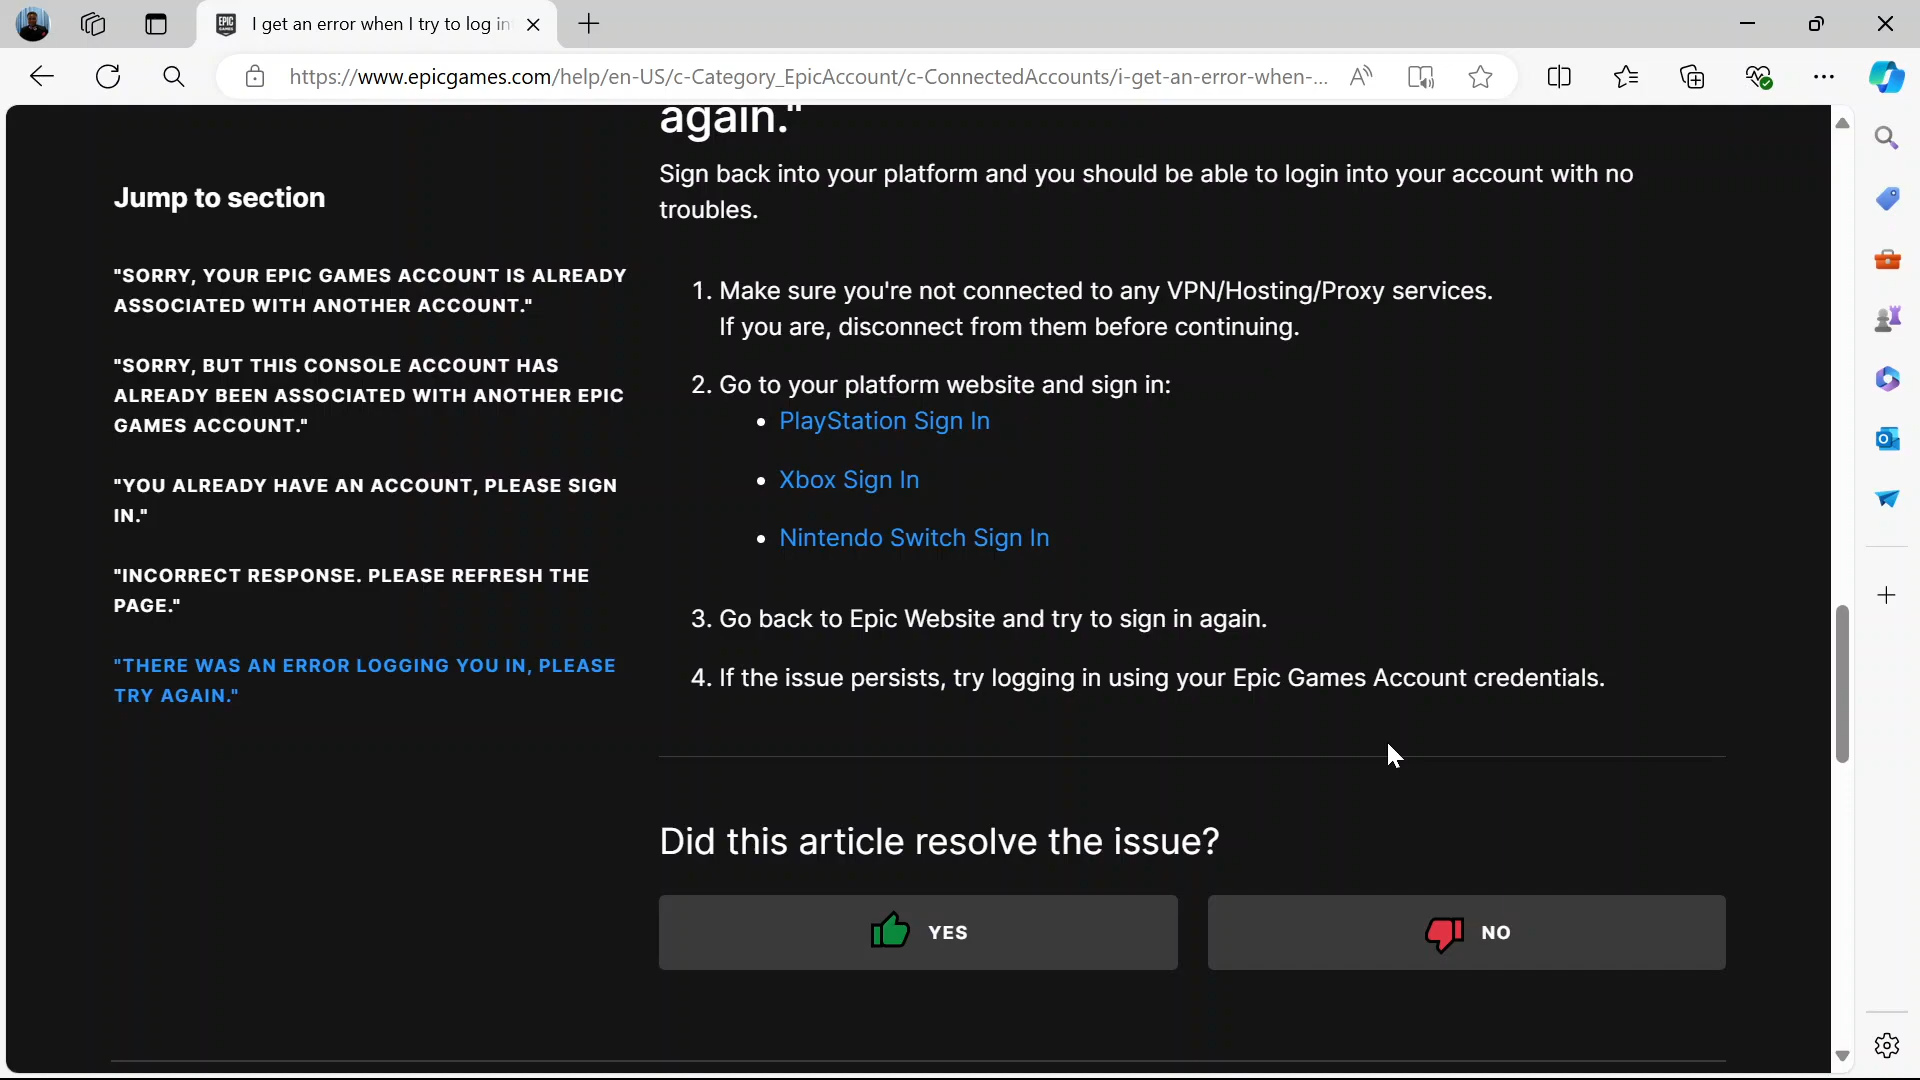 I get an error when I try to log in
https://www.epicgames.com/help/en-US/c-Category_EpicAccount/c-ConnectedAccounts/i-get-an-error-when-...
again."
Sign back into your platform and you should be able to login into your account with no
troubles.
Jump to section
"SORRY, YOUR EPIC GAMES ACCOUNT IS ALREADY
ASSOCIATED WITH ANOTHER ACCOUNT."
"SORRY, BUT THIS CONSOLE ACCOUNT HAS
ALREADY BEEN ASSOCIATED WITH ANOTHER EPIC
GAMES ACCOUNT."
"YOU ALREADY HAVE AN ACCOUNT, PLEASE SIGN
IN."
"INCORRECT RESPONSE. PLEASE REFRESH THE
PAGE."
"THERE WAS AN ERROR LOGGING YOU IN, PLEASE
TRY AGAIN."
1. Make sure you're not connected to any VPN/Hosting/Proxy services.
If you are, disconnect from them before continuing.
2. Go to your platform website and sign in:
• PlayStation Sign In
• Xbox Sign In
• Nintendo Switch Sign In
3. Go back to Epic Website and try to sign in again.
4. If the issue persists, try logging in using your Epic Games Account credentials.
Did this article resolve the issue?
YES
NO